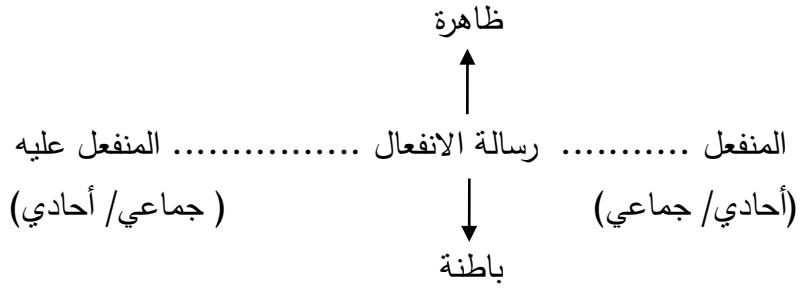 ظاهرة
المنفعل ........... رسالة الانفعال ................ المنفعل عليه
(أحادي/ جماعي) ( جماعي/ أحادي)
باطنة